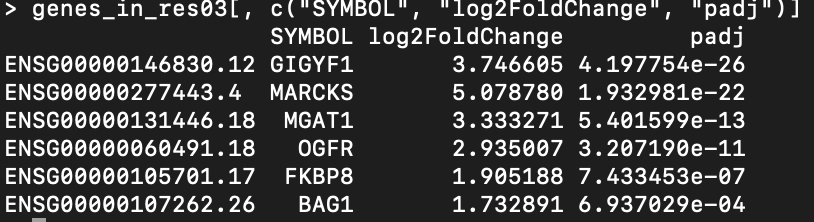 > genes_in_res03[, c("SYMBOL", "log2FoldChange", "padj")]
SYMBOL log2FoldChange padj
ENSG00000146830.12 GIGYF1 3.746605 4.197754e-26
ENSG00000277443.4 MARCKS 5.078780 1.932981e-22
ENSG00000131446.18 MGAT1 3.333271 5.401599e-13
ENSG00000060491.18 OGFR 2.935007 3.207190e-11
ENSG00000105701.17 FKBP8 1.905188 7.433453e-07
ENSG00000107262.26 BAG1 1.732891 6.937029e-04